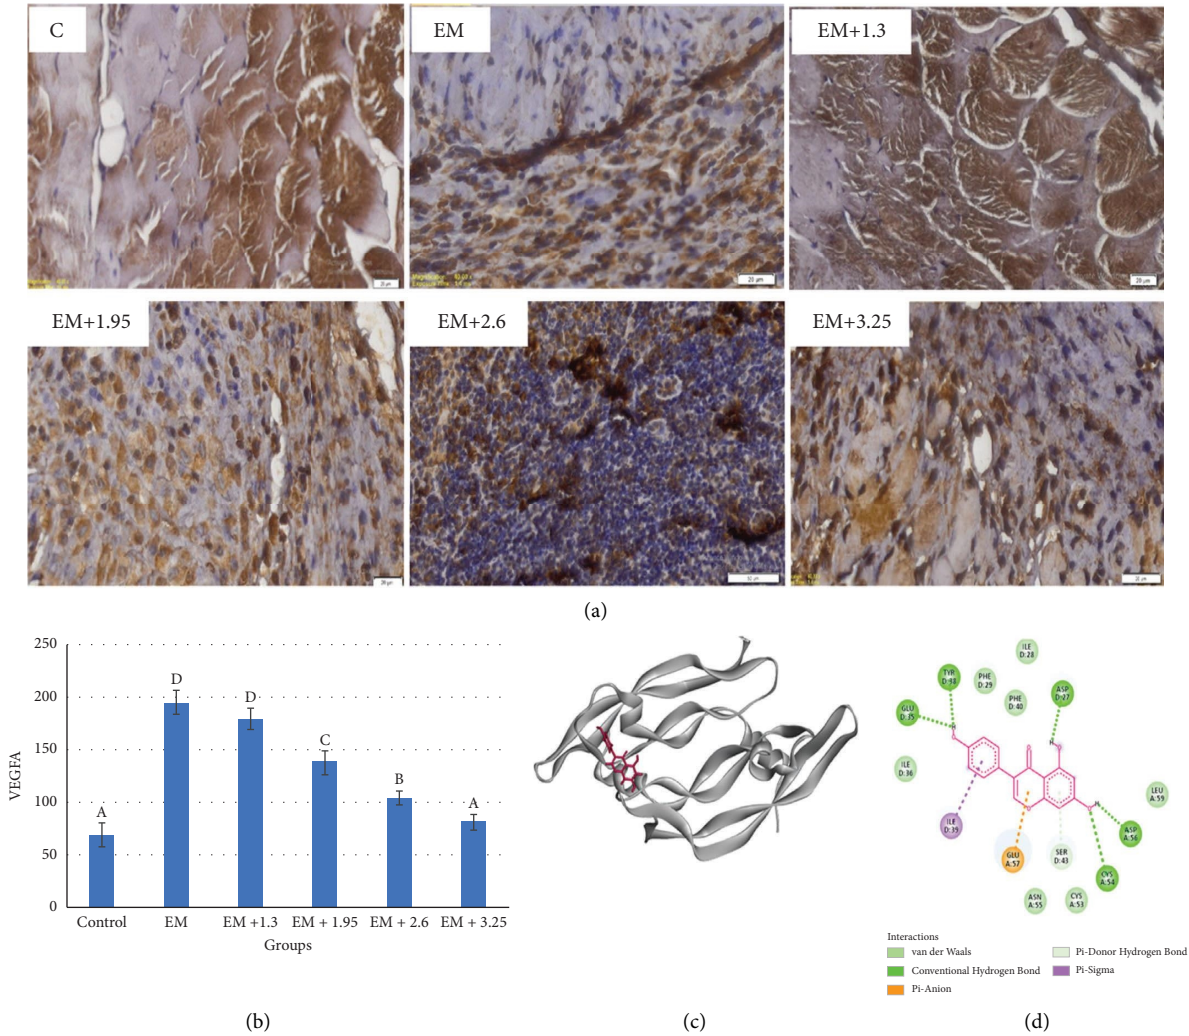 C
EM
EM+1.3
20 µm
20 µm
EM+1.95
EM+2.6
EM+3.25
(a)
250
200
150
100
50
0
VEGFA
A
D
D
C
B
A
Control
EM
EM +1.3
EM + 1.95
EM + 2.6
EM + 3.25
Groups
(b)
(c)
ILE
D:28
TYR
PHE
D:29
PHE
D:40
ASP
D:27
GLU
D:35
ILE
D:36
H
O
O
H
O
O
O
H
LEU
A:59
ILE
D:39
ASP
A:56
GLU
A:57
SER
D:43
CYS
A:54
ASN
A:55
CYS
A:53
Interactions
van der Waals
Conventional Hydrogen Bond
Pi-Anion
Pi-Donor Hydrogen Bond
Pi-Sigma
(d)